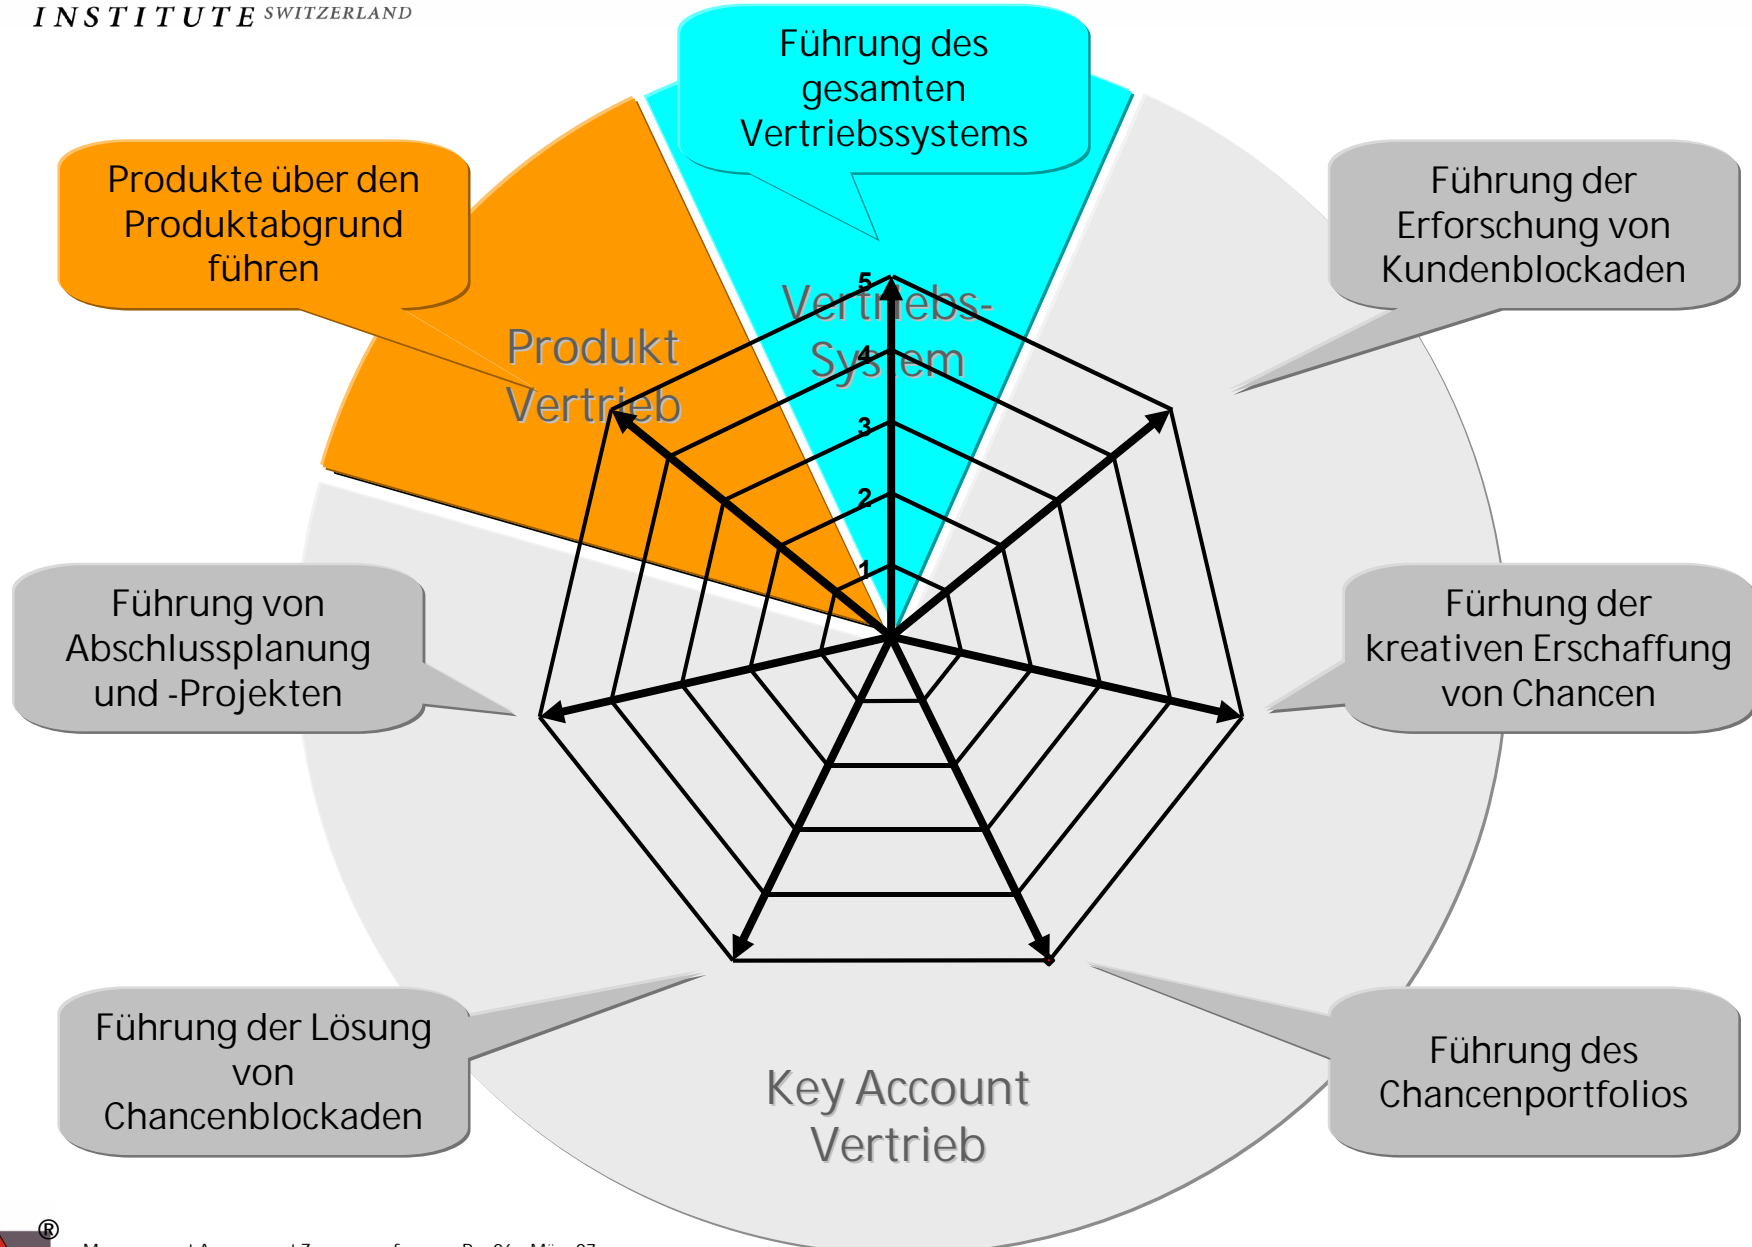 INSTITUTE SWITZERLAND
Führung des
gesamten
Vertriebssystems
Produkte über den
Produktabgrund
führen
Führung der
Erforschung von
Kundenblockaden
Vertriebs-
System
Produkt
Vertrieb
5
4
3
2
1
Führung von
Abschlussplanung
und -Projekten
Fürhung der
kreativen Erschaffung
von Chancen
Führung der Lösung
von
Chancenblockaden
Führung des
Chancenportfolios
Key Account
Vertrieb
®